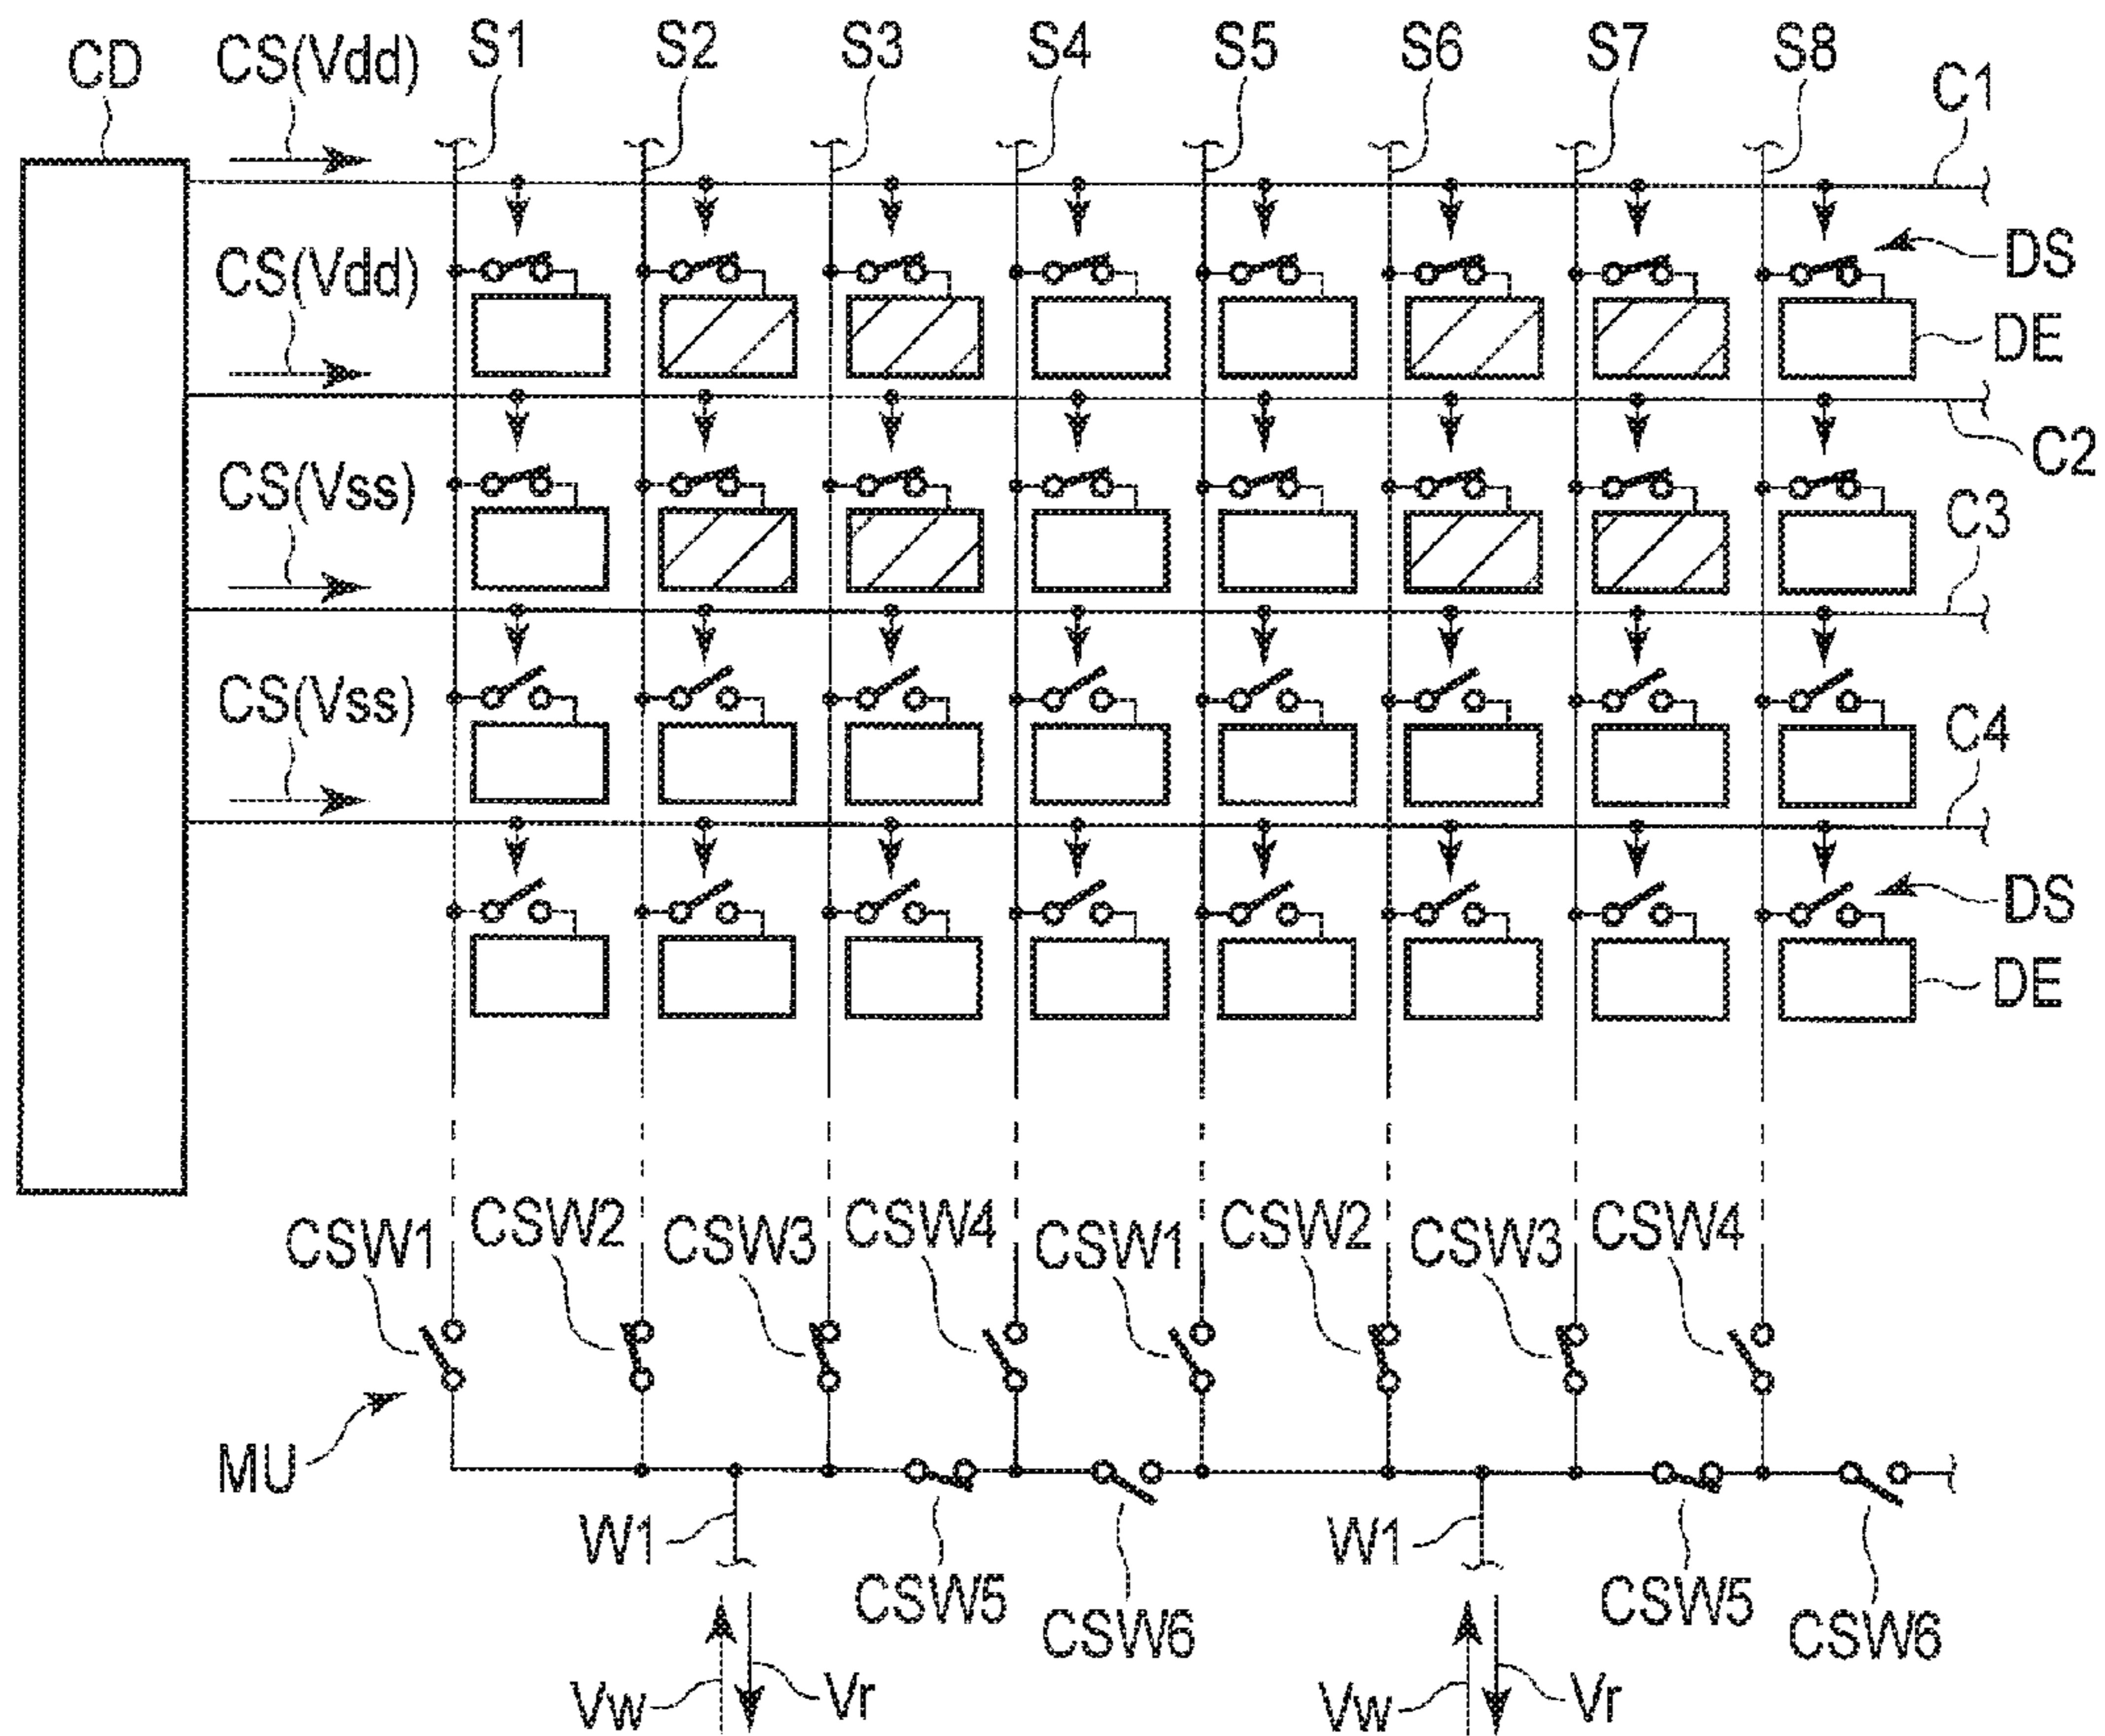 CD CS(Vdd) S1 S2 S3 S4 S5 S6 S7 S8 C1
CS(Vdd) DS
DE
C2
CS(Vss) C3
CS(Vss) C4
DS
DE
CSW1 CSW2 CSW3 CSW4 CSW1 CSW2 CSW3 CSW4
MU
W1 W1
CSW5 CSW6 CSW5 CSW6
Vw Vr Vw Vr